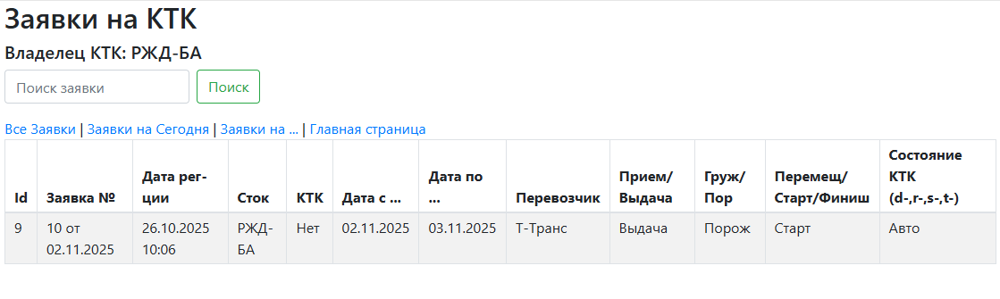 Заявки на КТК
Владелец КТК: РЖД-БА
Поиск заявки
Поиск
Все Заявки | Заявки на Сегодня | Заявки на ... | Главная страница
Id
Заявка №
Дата рег-
ции
Сток
КТК
Дата с ...
Дата по
...
Перевозчик
Прием/
Выдача
Груж/
Пор
Перемещ/
Старт/Финиш
Состояние
КТК
(d-,r-,s-,t-)
9
10 от
02.11.2025
26.10.2025
10:06
РЖД-
БА
Нет
02.11.2025
03.11.2025
Т-Транс
Выдача
Порож
Старт
Авто